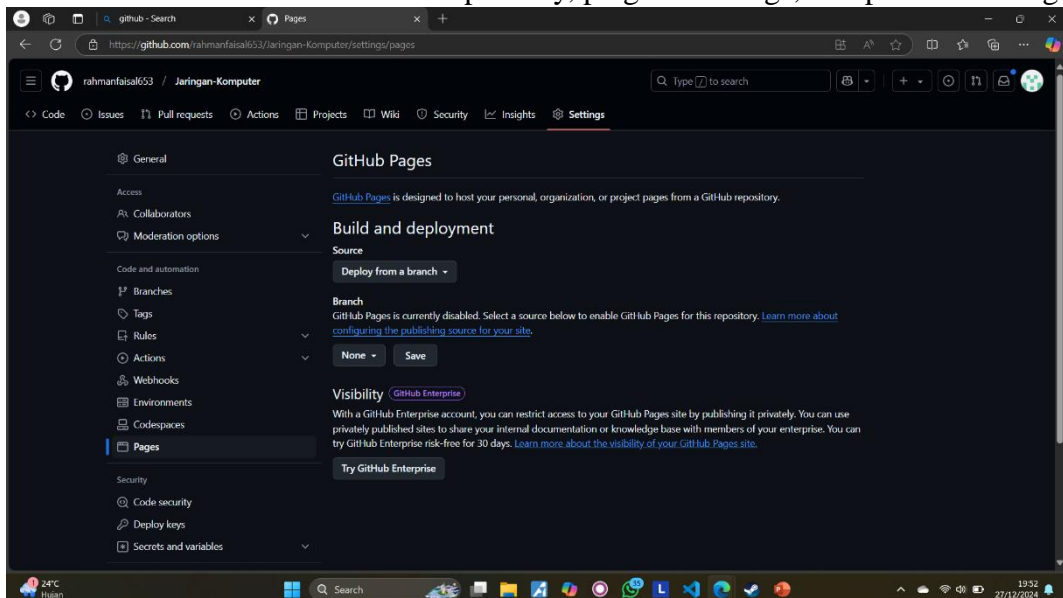 github - Search
Pages
https://github.com/rahmanfaisal653/Jaringan-Komputer/settings/pages
rahmanfaisal653 / Jaringan-Komputer
Type / to search
Code Issues Pull requests Actions Projects Wiki Security Insights Settings
General
Access
Collaborators
Moderation options
Code and automation
Branches
Tags
Rules
Actions
Webhooks
Environments
Codespaces
Pages
Security
Code security
Deploy keys
Secrets and variables
GitHub Pages
GitHub Pages is designed to host your personal, organization, or project pages from a GitHub repository.
Build and deployment
Source
Deploy from a branch
Branch
GitHub Pages is currently disabled. Select a source below to enable GitHub Pages for this repository. Learn more about
configuring the publishing source for your site.
None Save
Visibility GitHub Enterprise
With a GitHub Enterprise account, you can restrict access to your GitHub Pages site by publishing it privately. You can use
privately published sites to share your internal documentation or knowledge base with members of your enterprise. You can
try GitHub Enterprise risk-free for 30 days. Learn more about the visibility of your GitHub Pages site.
Try GitHub Enterprise
1
24°C
Hujan
Search
35
19:52
27/12/2024